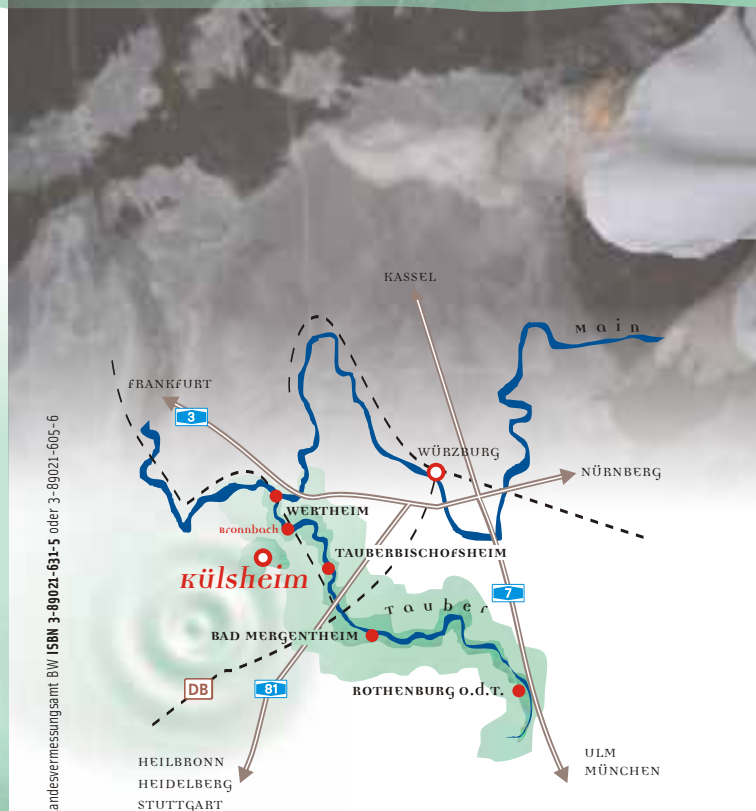 KASSEL
Main
FRANKFURT
3
WÜRZBURG
NÜRNBERG
WERTHEIM
Bronnbach
TAUBERBISCHOFSHEIM
Külsheim
7
Tauber
BAD MERGENTHEIM
DB
81
ROTHENBURG o.d.T.
HEILBRONN
HEIDELBERG
STUTTGART
ULM
MÜNCHEN
andesvermessungsamt BW ISBN 3-89021-631-5 oder 3-89021-605-6